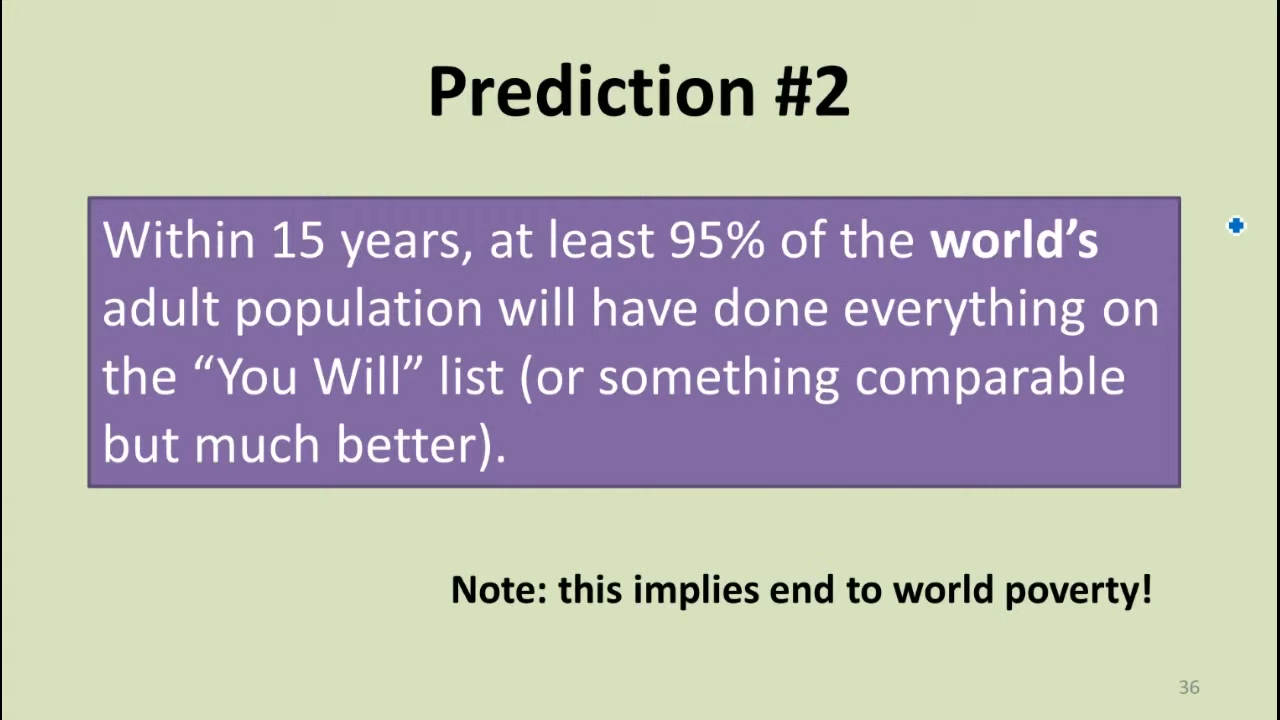 Prediction #2
Within 15 years, at least 95% of the world’s
adult population will have done everything on
the “You Will” list (or something comparable
but much better).
Note: this implies end to world poverty!
36